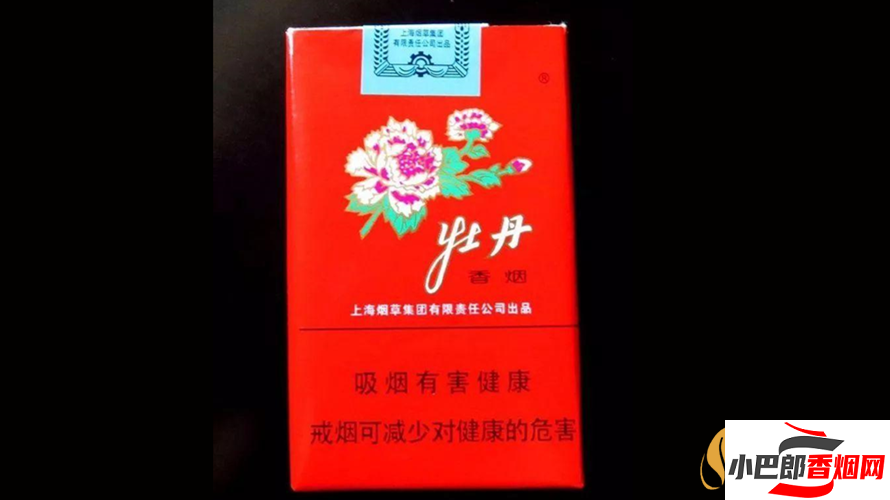 上海烟草集团
有限责任公司出品
®
牡丹
香烟
上海烟草集团有限责任公司出品
吸烟有害健康
戒烟可减少对健康的危害
小巴郎香烟网